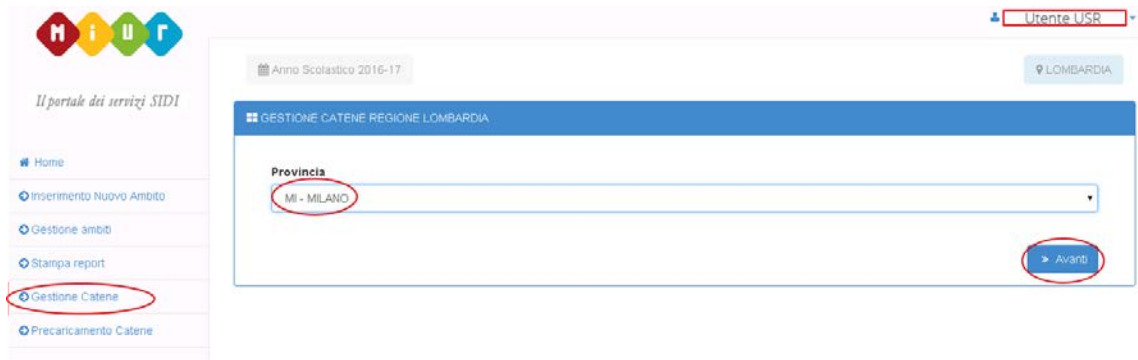 MiUr
Utente USR
Anno Scolastico 2016-17
LOMBARDIA
Il portale dei servizi SIDI
GESTIONE CATENE REGIONE LOMBARDIA
Home
Provincia
Inserimento Nuovo Ambito
MI - MILANO
Gestione ambiti
Stampa report
Avanti
Gestione Catene
Precaricamento Catene